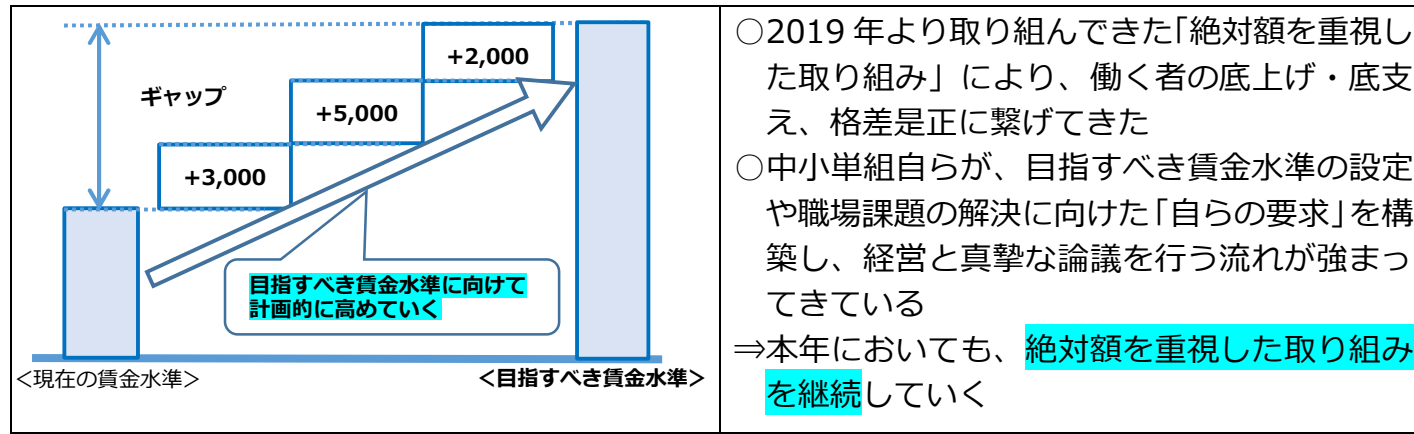 ギャップ
+2,000
+5,000
+3,000
目指すべき賃金水準に向けて
計画的に高めていく
<現在の賃金水準>
<目指すべき賃金水準>
○2019年より取り組んできた「絶対額を重視し
た取り組み」により、働く者の底上げ・底支
え、格差是正に繋げてきた
○中小単組自らが、目指すべき賃金水準の設定
や職場課題の解決に向けた「自らの要求」を構
築し、経営と真摯な論議を行う流れが強まっ
てきている
⇒本年においても、絶対額を重視した取り組み
を継続していく